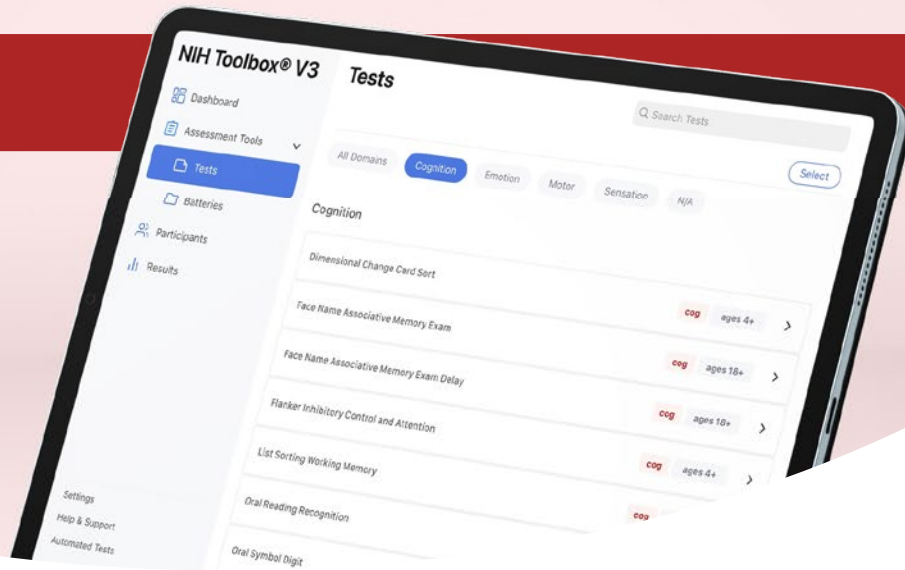 NIH Toolbox® V3
Dashboard
Assessment Tools
Tests
Batteries
Participants
Results
Settings
Help & Support
Automated Tests
Tests
Search Tests
Select
All Domains
Cognition
Emotion
Motor
Sensation
N/A
Cognition
Dimensional Change Card Sort
cog ages 4+
Face Name Associative Memory Exam
cog ages 18+
Face Name Associative Memory Exam Delay
cog ages 18+
Flanker Inhibitory Control and Attention
cog ages 4+
List Sorting Working Memory
cog
Oral Reading Recognition
Oral Symbol Digit